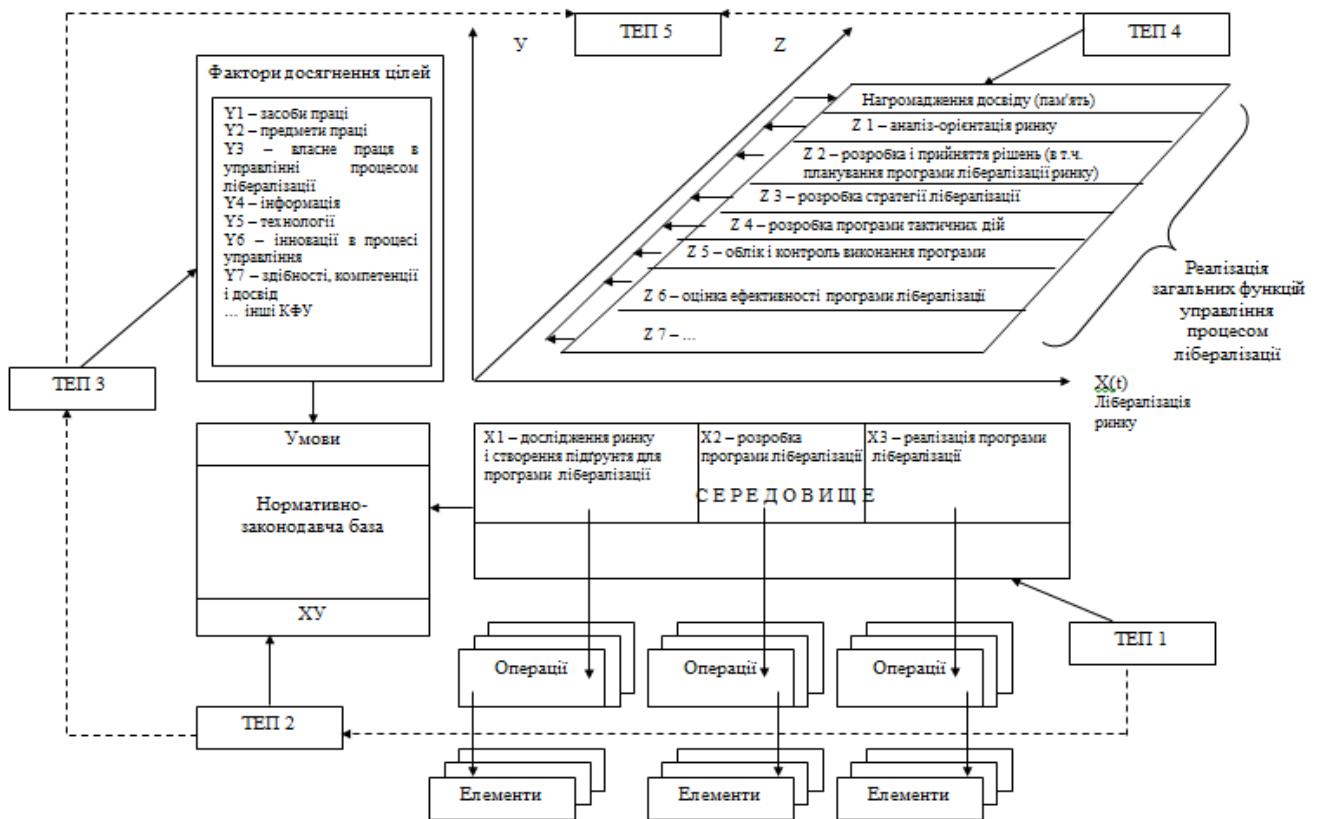 ТЕП 5
ТЕП 4
У
Z
Фактори досягнення цілей
Y1 – засоби праці
Y2 – предмети праці
Y3 – власне праця в
управлінні процесом
лібералізації
Y4 – інформація
Y5 – технології
Y6 – інновації в процесі
управління
Y7 – здібності, компетенції
і досвід
... інші КФУ
Нагромадження досвіду (пам'ять)
Z 1 – аналіз-орієнтація ринку
Z 2 – розробка і прийняття рішень (в т.ч.
планування програми лібералізації ринку)
Z 3 – розробка стратегії лібералізації
Z 4 – розробка програми тактичних дій
Z 5 – облік і контроль виконання програми
Z 6 – оцінка ефективності програми лібералізації
Z 7 – ...
Реалізація
загальних функцій
управління
процесом
лібералізації
ТЕП 3
X(t)
Лібералізація
ринку
Умови
Нормативно-
законодавча база
ХУ
X1 – дослідження ринку
і створення підґрунтя для
програми лібералізації
X2 – розробка
програми лібералізації
X3 – реалізація програми
лібералізації
С Е Р Е Д О В И Щ Е
ТЕП 1
Операції
Операції
Операції
ТЕП 2
Елементи
Елементи
Елементи